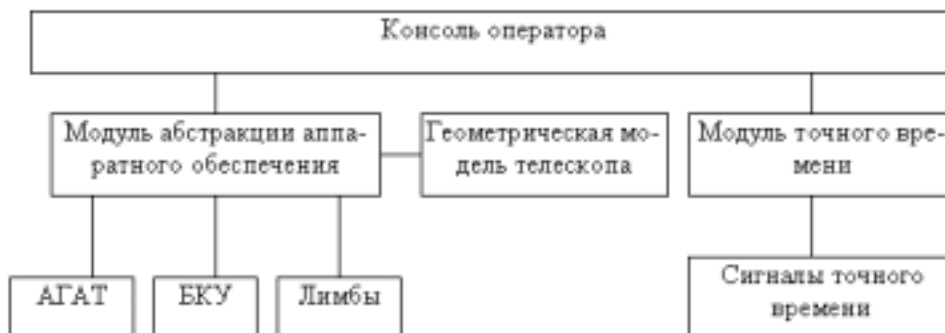 Консоль оператора
Модуль абстракции аппа-
ратного обеспечения
Геометрическая мо-
дель телескопа
Модуль точного вре-
мени
АГАТ
БКУ
Лимбы
Сигналы точного
времени